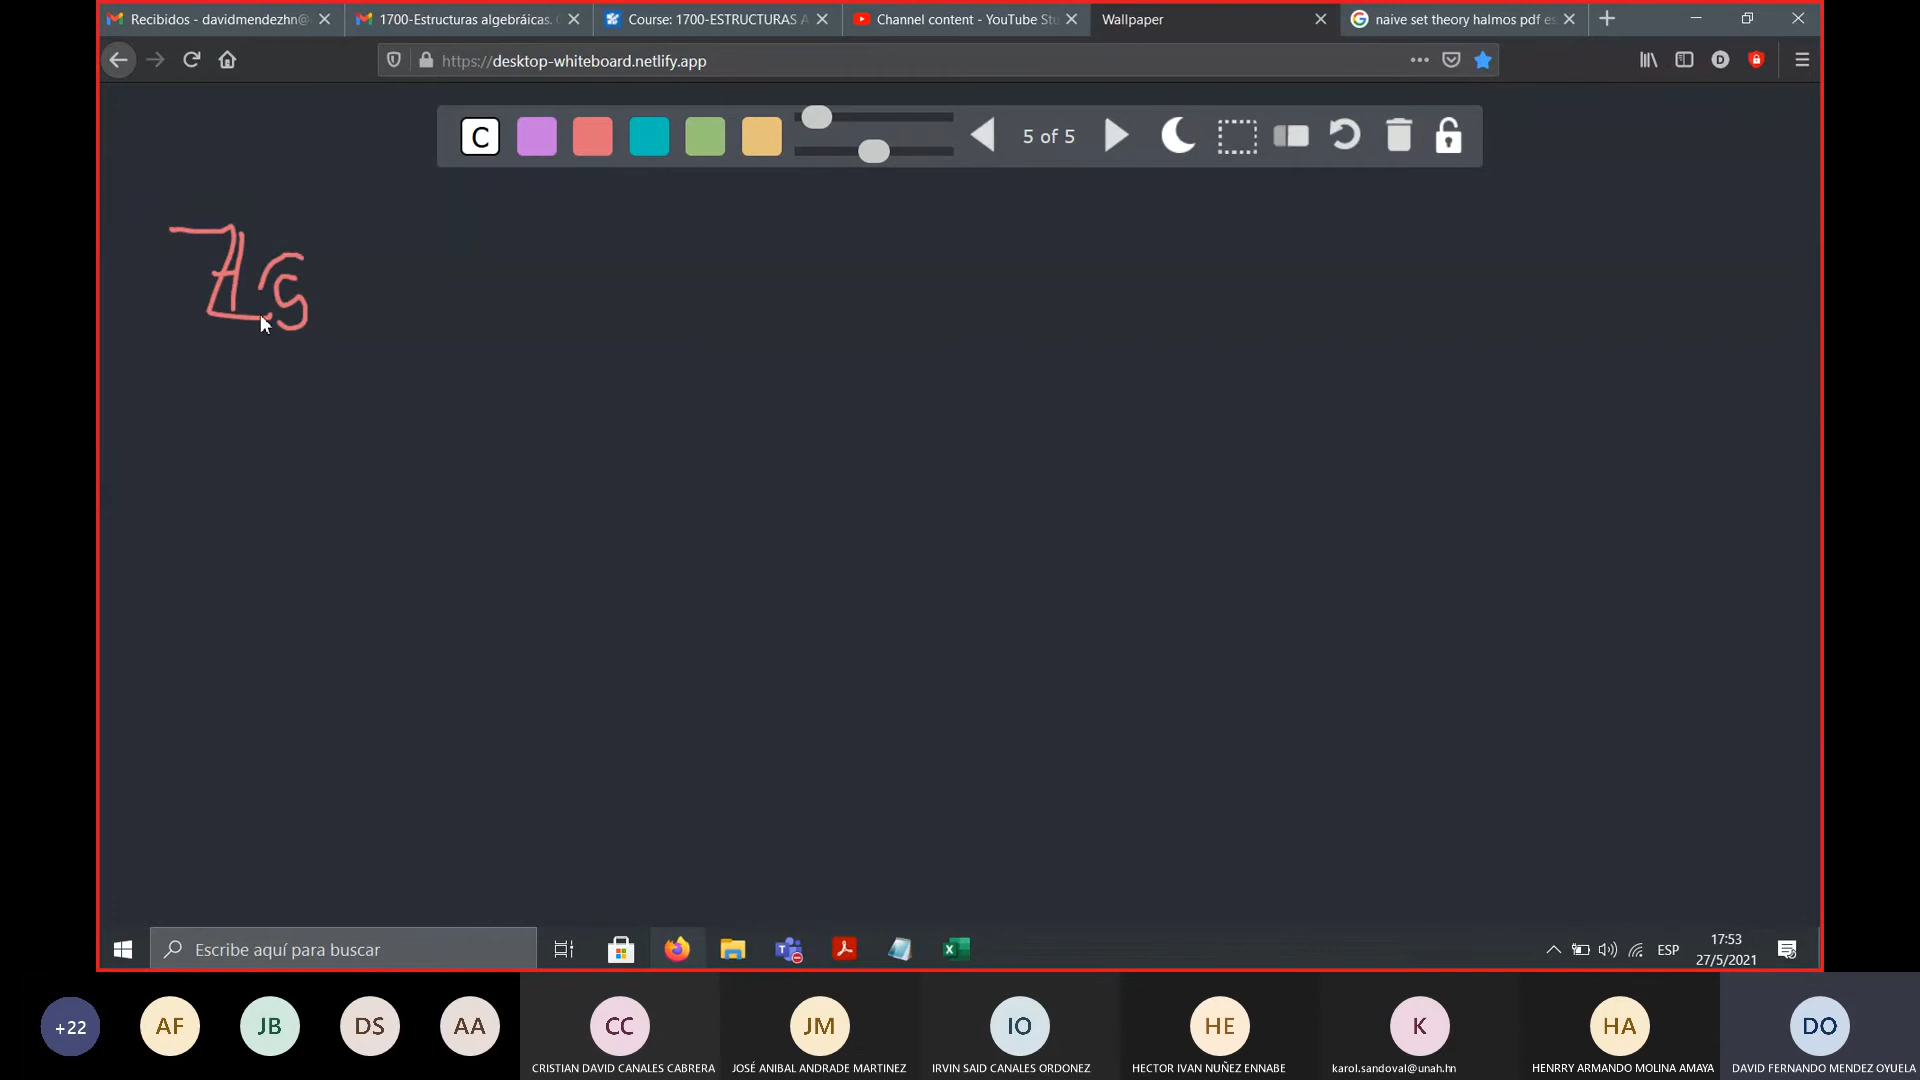 Recibidos - davidmendezhn@
1700-Estructuras algebráicas.
Course: 1700-ESTRUCTURAS A
Channel content - YouTube Stu
Wallpaper
naive set theory halmos pdf es
https://desktop-whiteboard.netlify.app
C
5 of 5
Escribe aquí para buscar
ESP
17:53
27/5/2021
+22
AF
JB
DS
AA
CC
JM
IO
HE
K
HA
DO
CRISTIAN DAVID CANALES CABRERA
JOSÉ ANIBAL ANDRADE MARTINEZ
IRVIN SAID CANALES ORDONEZ
HECTOR IVAN NUÑEZ ENNABE
karol.sandoval@unah.hn
HENRRY ARMANDO MOLINA AMAYA
DAVID FERNANDO MENDEZ OYUELA